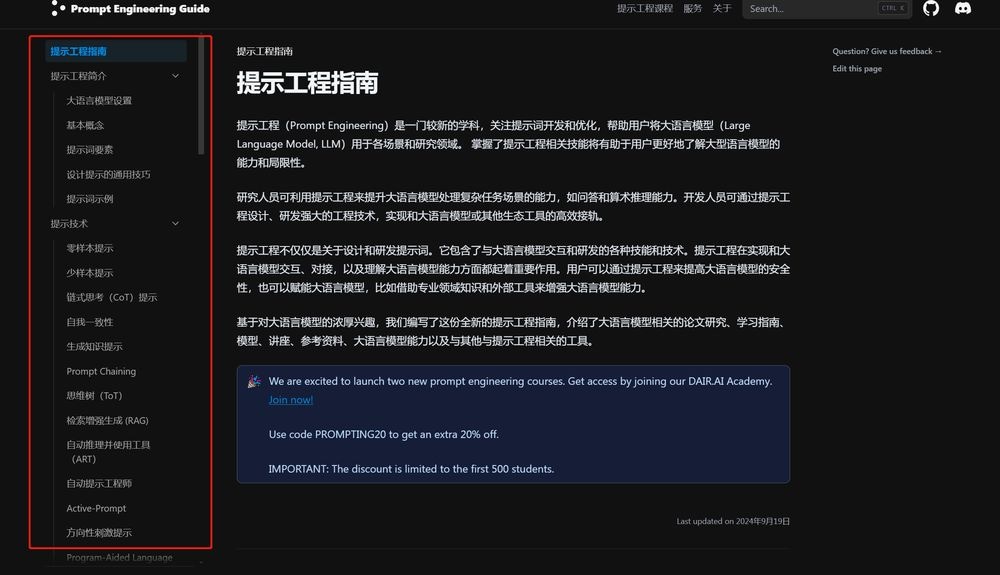 Prompt Engineering Guide
提示工程课程 服务 关于 Search... CTRL K
提示工程指南
提示工程简介
大语言模型设置
基本概念
提示词要素
设计提示的通用技巧
提示词示例
提示技术
零样本提示
少样本提示
链式思考（CoT）提示
自我一致性
生成知识提示
Prompt Chaining
思维树（ToT）
检索增强生成 (RAG)
自动推理并使用工具
（ART）
自动提示工程师
Active-Prompt
方向性刺激提示
Program-Aided Language
提示工程指南
提示工程指南
提示工程（Prompt Engineering）是一门较新的学科，关注提示词开发和优化，帮助用户将大语言模型（Large
Language Model, LLM）用于各场景和研究领域。 掌握了提示工程相关技能将有助于用户更好地了解大型语言模型的
能力和局限性。
研究人员可利用提示工程来提升大语言模型处理复杂任务场景的能力，如问答和算术推理能力。开发人员可通过提示工
程设计、研发强大的工程技术，实现和大语言模型或其他生态工具的高效接轨。
提示工程不仅仅是关于设计和研发提示词。它包含了与大语言模型交互和研发的各种技能和技术。提示工程在实现和大
语言模型交互、对接，以及理解大语言模型能力方面都起着重要作用。用户可以通过提示工程来提高大语言模型的安全
性，也可以赋能大语言模型，比如借助专业领域知识和外部工具来增强大语言模型能力。
基于对大语言模型的浓厚兴趣，我们编写了这份全新的提示工程指南，介绍了大语言模型相关的论文研究、学习指南、
模型、讲座、参考资料、大语言模型能力以及与其他与提示工程相关的工具。
We are excited to launch two new prompt engineering courses. Get access by joining our DAIR.AI Academy.
Join now!
Use code PROMPTING20 to get an extra 20% off.
IMPORTANT: The discount is limited to the first 500 students.
Last updated on 2024年9月19日
Question? Give us feedback →
Edit this page